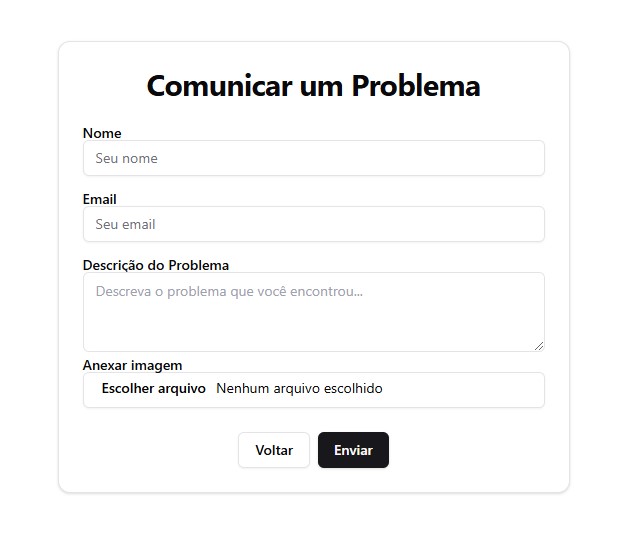 Comunicar um Problema
Nome
Seu nome
Email
Seu email
Descrição do Problema
Descreva o problema que você encontrou...
Anexar imagem
Escolher arquivo Nenhum arquivo escolhido
Voltar Enviar